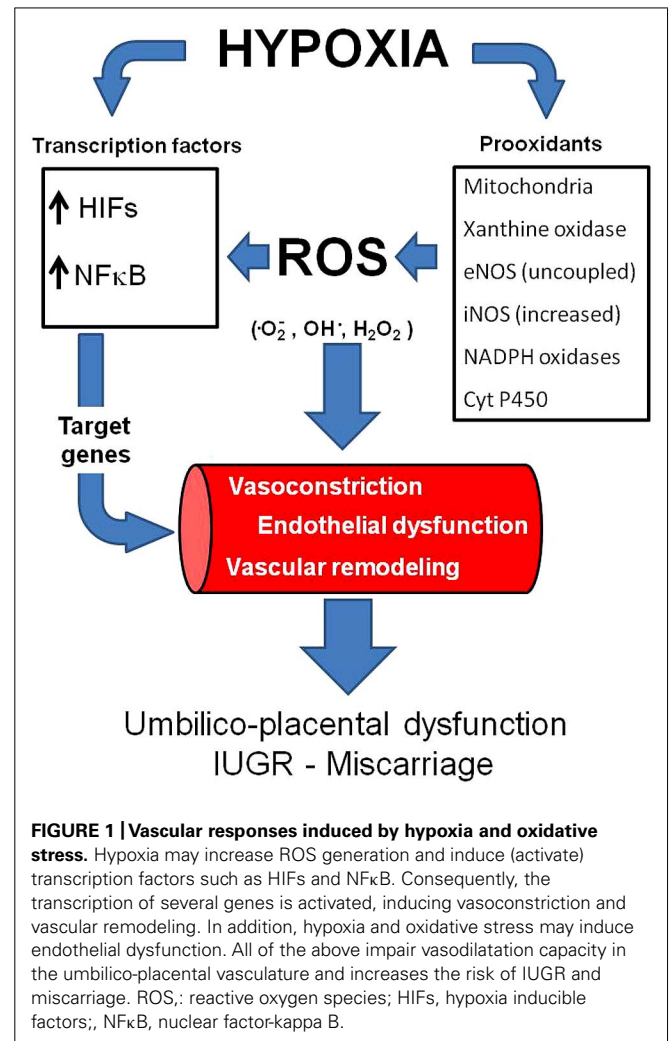 HYPOXIA
Transcription factors
↑ HIFs
↑ NFκB
Prooxidants
Mitochondria
Xanthine oxidase
eNOS (uncoupled)
iNOS (increased)
NADPH oxidases
Cyt P450
ROS
(·O₂⁻, OH·, H₂O₂ )
Target
genes
Vasoconstriction
Endothelial dysfunction
Vascular remodeling
Umbilico-placental dysfunction
IUGR - Miscarriage
FIGURE 1 | Vascular responses induced by hypoxia and oxidative
stress. Hypoxia may increase ROS generation and induce (activate)
transcription factors such as HIFs and NFκB. Consequently, the
transcription of several genes is activated, inducing vasoconstriction and
vascular remodeling. In addition, hypoxia and oxidative stress may induce
endothelial dysfunction. All of the above impair vasodilatation capacity in
the umbilico-placental vasculature and increases the risk of IUGR and
miscarriage. ROS,: reactive oxygen species; HIFs, hypoxia inducible
factors;, NFκB, nuclear factor-kappa B.